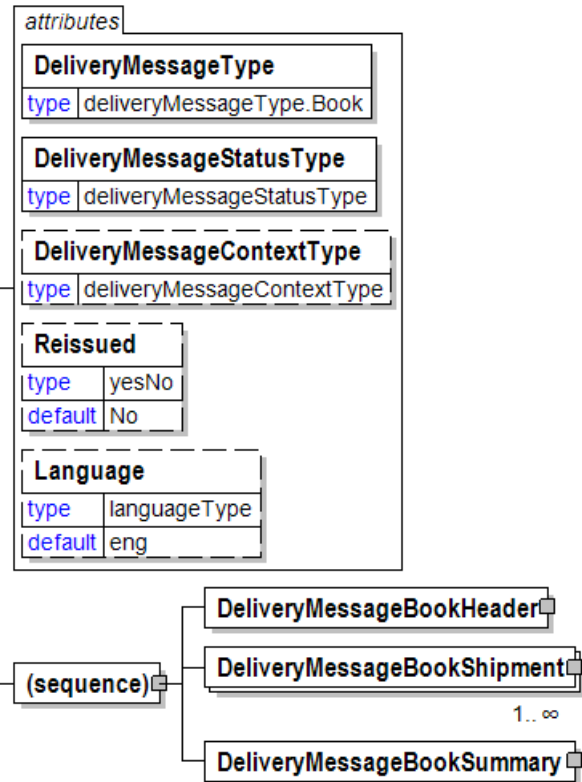 attributes
DeliveryMessageType
type deliveryMessageType.Book
DeliveryMessageStatusType
type deliveryMessageStatusType
DeliveryMessageContextType
type deliveryMessageContextType
Reissued
type yesNo
default No
Language
type languageType
default eng
DeliveryMessageBookHeader
(sequence)
DeliveryMessageBookShipment
1.. ∞
DeliveryMessageBookSummary